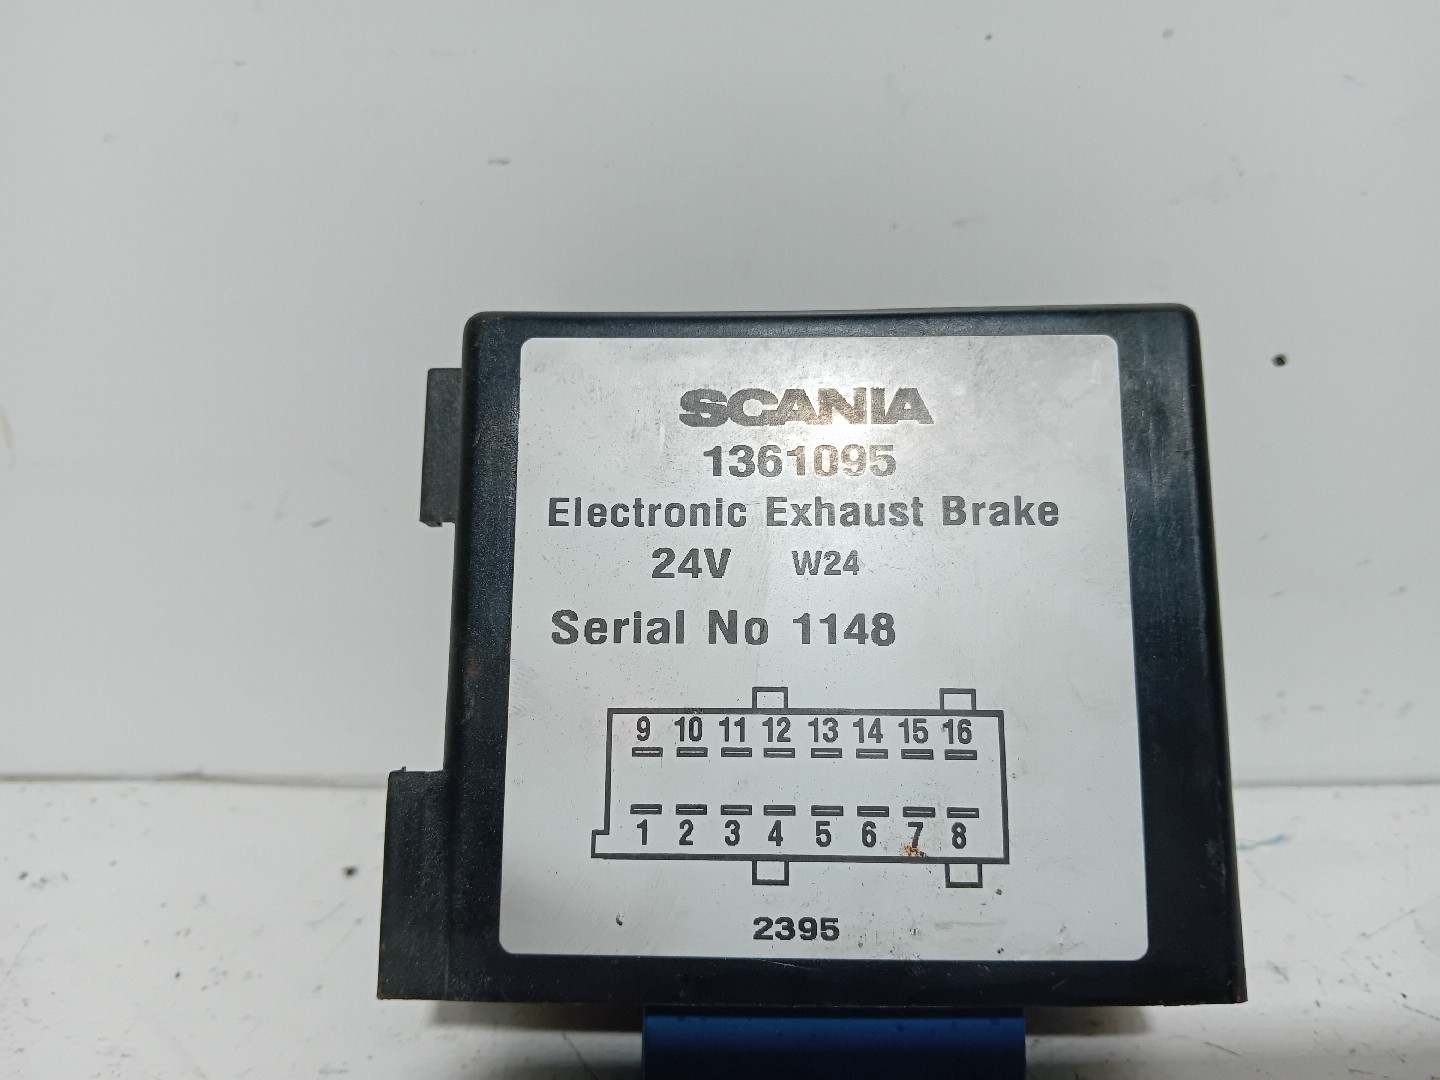 SCANIA
1361095
Electronic Exhaust Brake
24V W24
Serial No 1148
9 10 11 12 13 14 15 16
1 2 3 4 5 6 7 8
2395